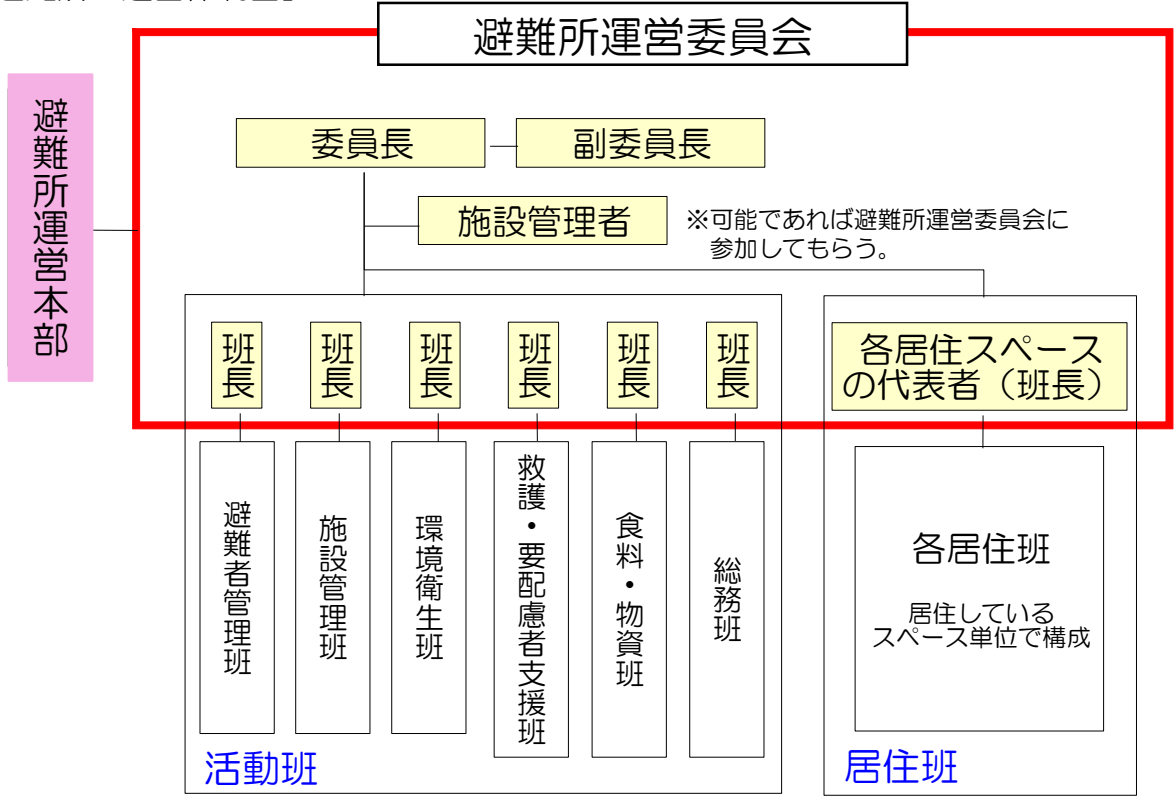 避難所運営委員会
避難所運営本部
委員長
副委員長
施設管理者
※可能であれば避難所運営委員会に
参加してもらう。
班長
班長
班長
班長
班長
班長
各居住スペース
の代表者（班長）
避難者管理班
施設管理班
環境衛生班
救護・要配慮者支援班
食料・物資班
総務班
各居住班
居住している
スペース単位で構成
活動班
居住班